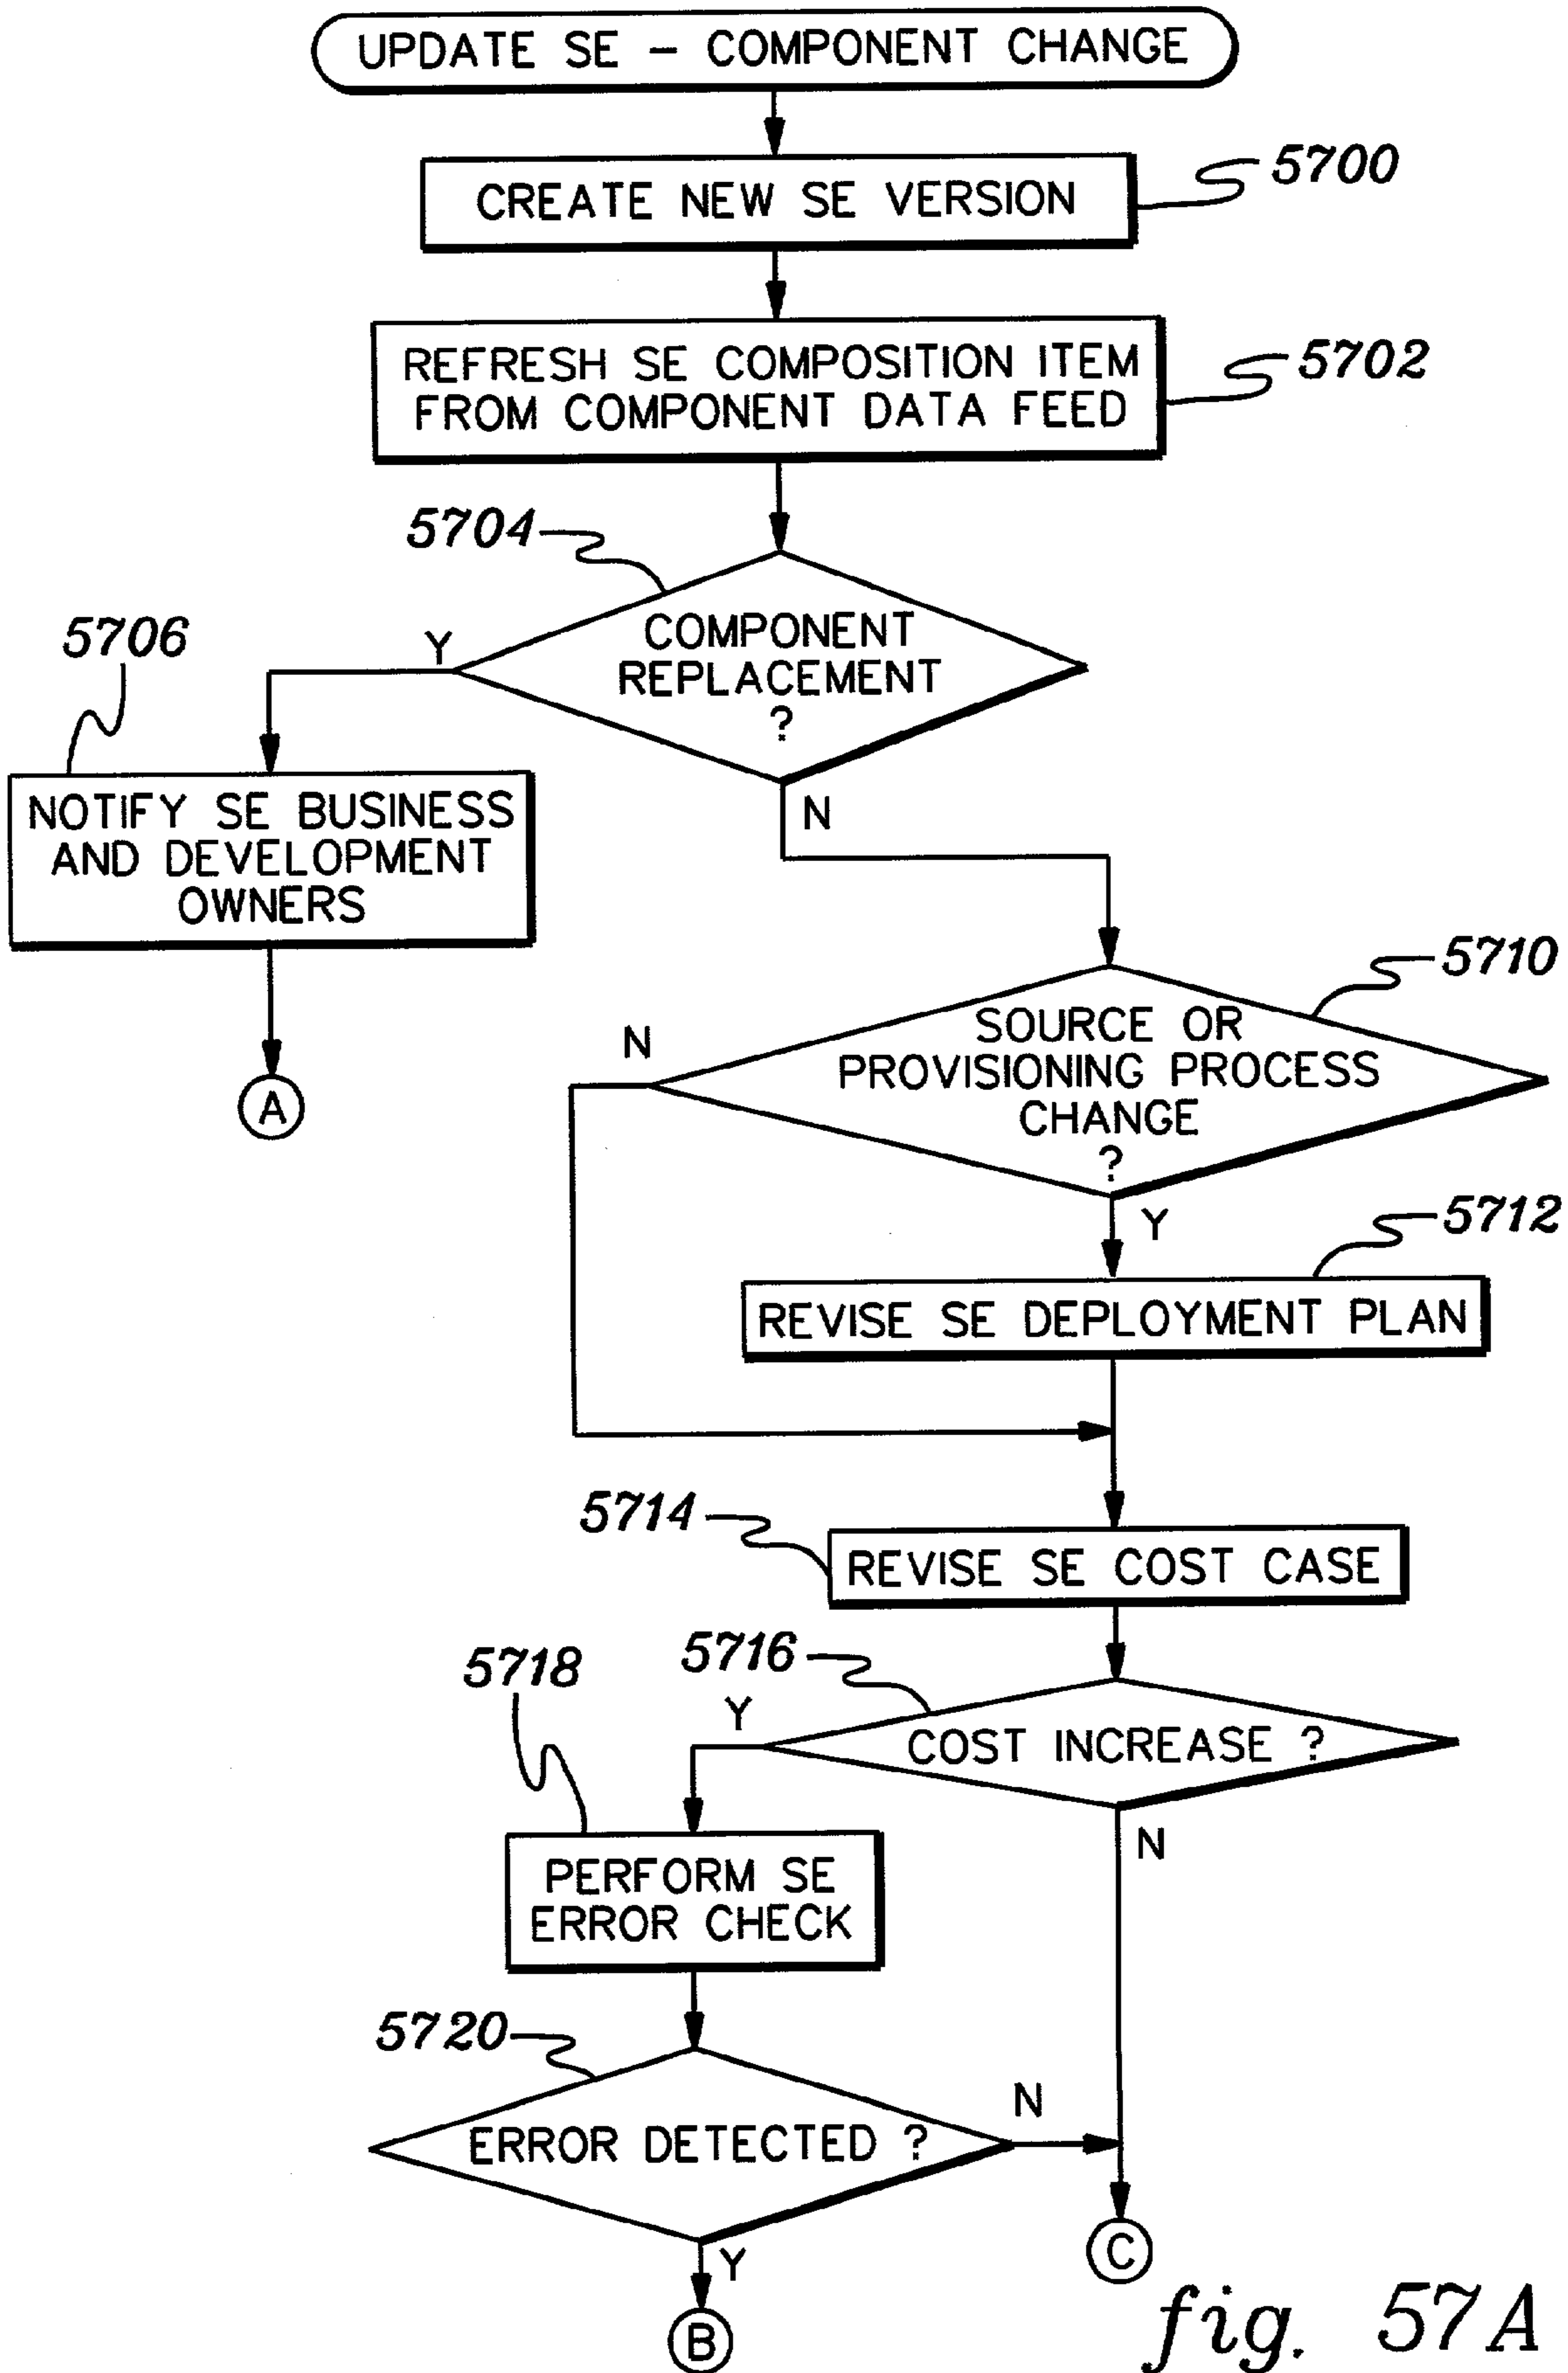 UPDATE SE – COMPONENT CHANGE
CREATE NEW SE VERSION
5700
REFRESH SE COMPOSITION ITEM
FROM COMPONENT DATA FEED
5702
5704
COMPONENT
REPLACEMENT
?
Y
N
5706
NOTIFY SE BUSINESS
AND DEVELOPMENT
OWNERS
A
5710
SOURCE OR
PROVISIONING PROCESS
CHANGE
?
N
Y
5712
REVISE SE DEPLOYMENT PLAN
5714
REVISE SE COST CASE
5716
COST INCREASE ?
Y
N
5718
PERFORM SE
ERROR CHECK
5720
ERROR DETECTED ?
N
Y
C
B
fig. 57A